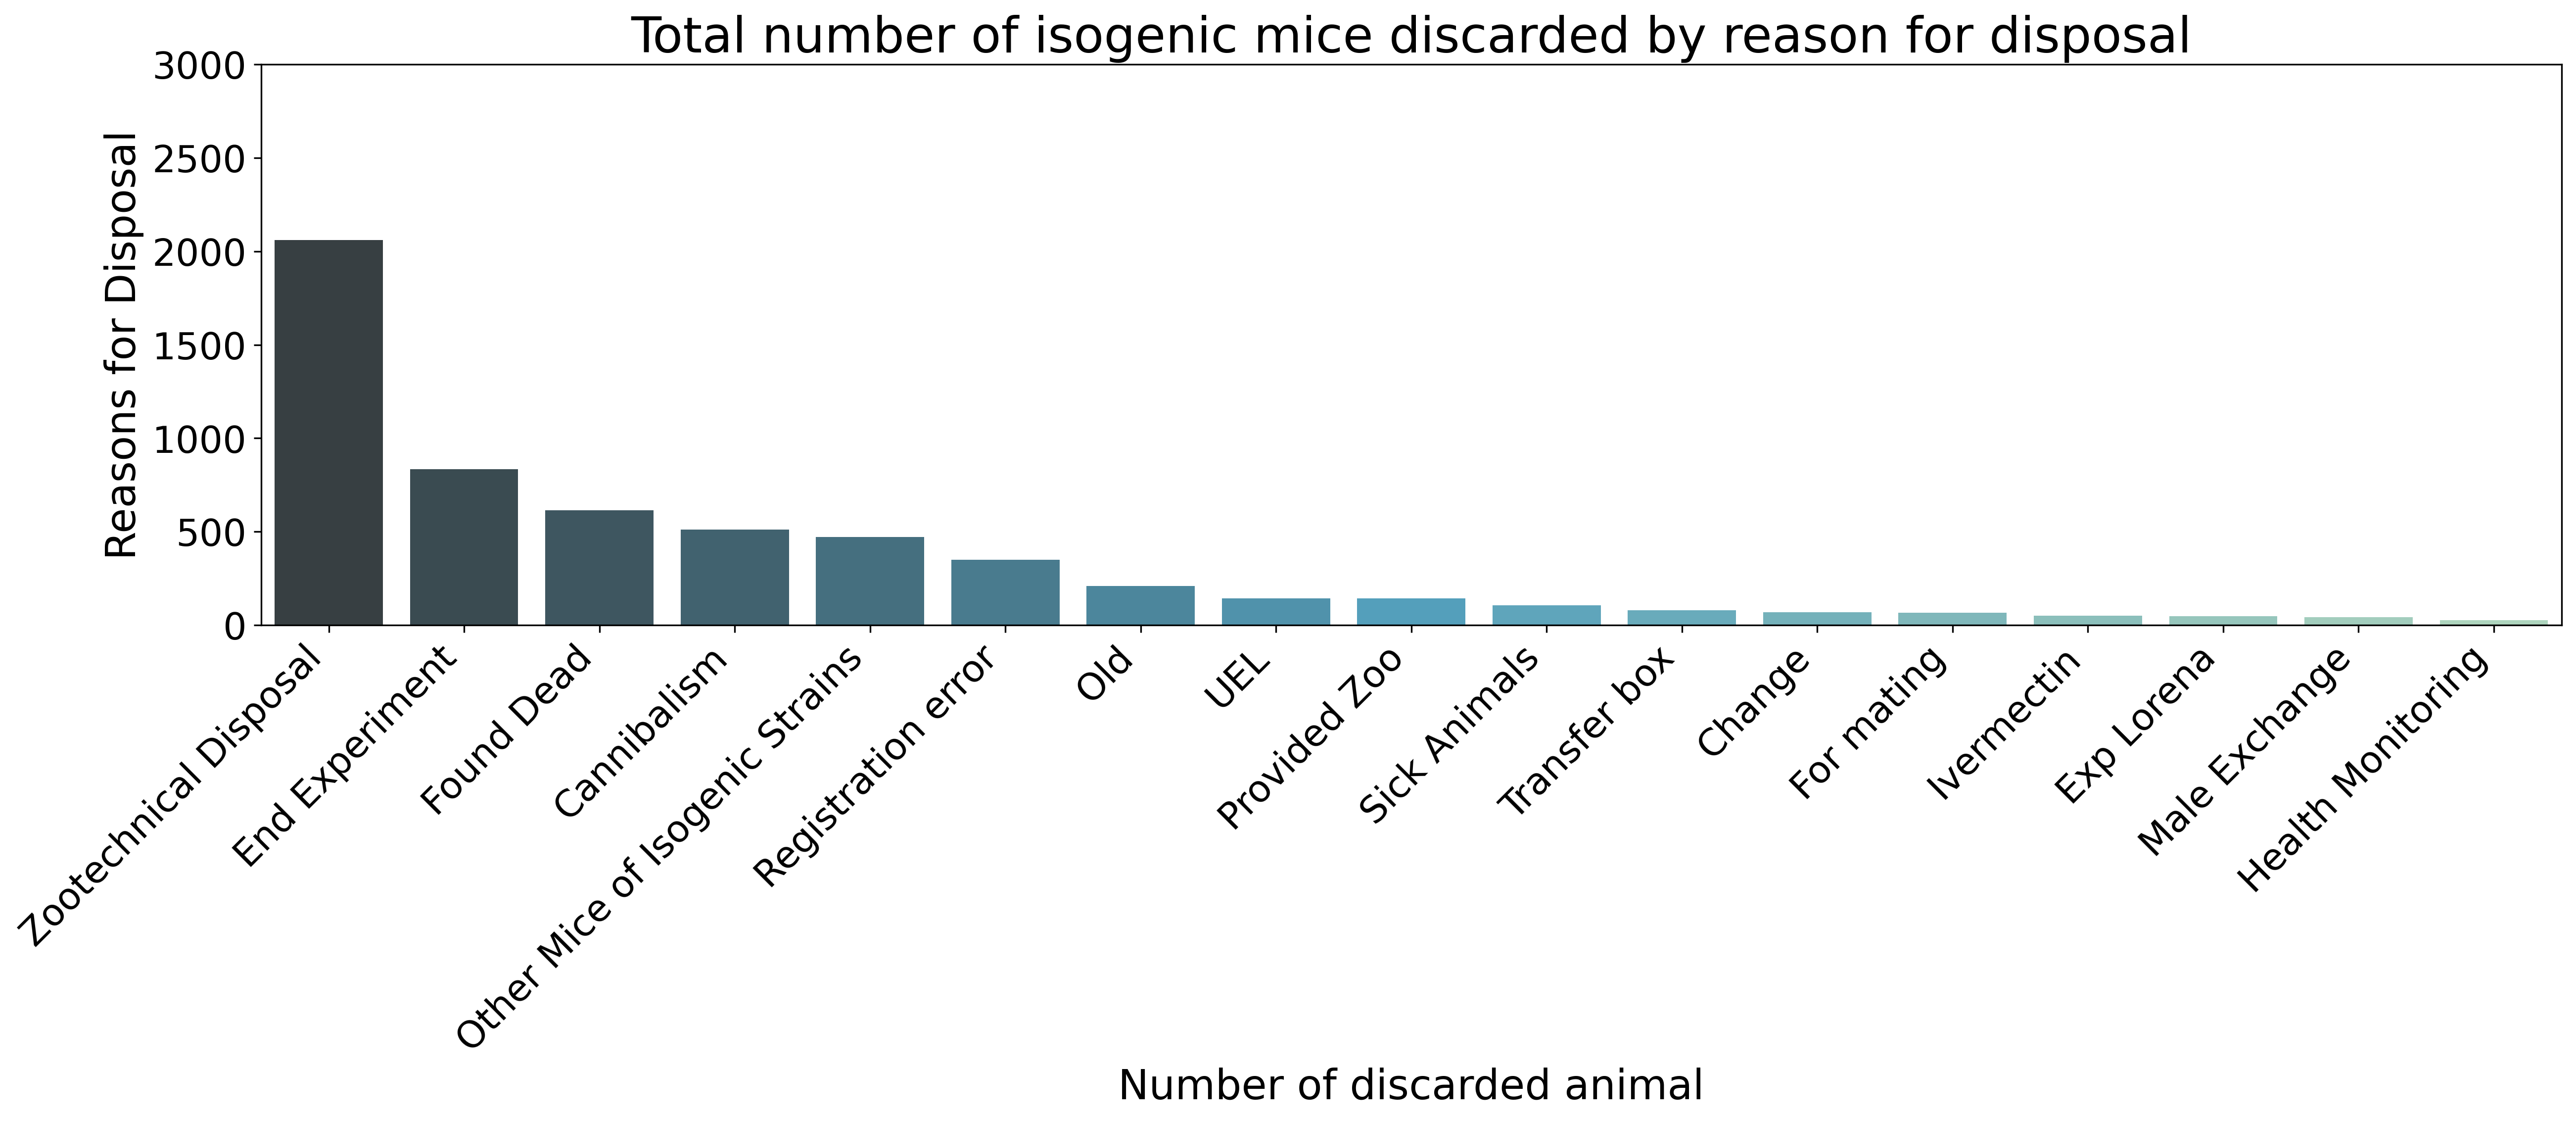 Total number of isogenic mice discarded by reason for disposal
Reasons for Disposal
3000
2500
2000
1500
1000
500
0
Zootechnical Disposal
End Experiment
Found Dead
Cannibalism
Other Mice of Isogenic Strains
Registration error
Old
UEL
Provided Zoo
Sick Animals
Transfer box
Change
For mating
Ivermectin
Exp Lorena
Male Exchange
Health Monitoring
Number of discarded animal